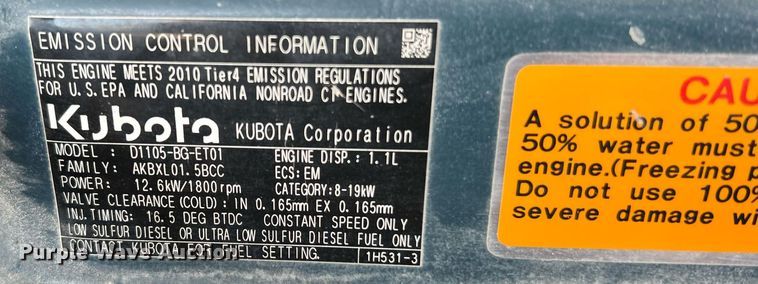 EMISSION CONTROL INFORMATION
THIS ENGINE MEETS 2010 Tier4 EMISSION REGULATIONS
FOR U.S.EPA AND CALIFORNIA NONROAD CI ENGINES.
Kubota KUBOTA Corporation
MODEL: D1105-BG-ET01 ENGINE DISP.: 1.1L
FAMILY: AKBXL01.5BCC ECS:EM
POWER: 12.6kW/1800rpm CATEGORY:8-19kW
VALVE CLEARANCE(COLD): IN 0.165mm EX 0.165mm
INJ.TIMING: 16.5 DEG BTDC CONSTANT SPEED ONLY
LOW SULFUR DIESEL OR ULTRA LOW SULFUR DIESEL FUEL ONLY
CONTACT KUBOTA FOR FUEL SETTING. 1H531-3
CAU
A solution of 50
50% water must
engine.(Freezing p
Do not use 100%
severe damage wi
Purple Wave Auction